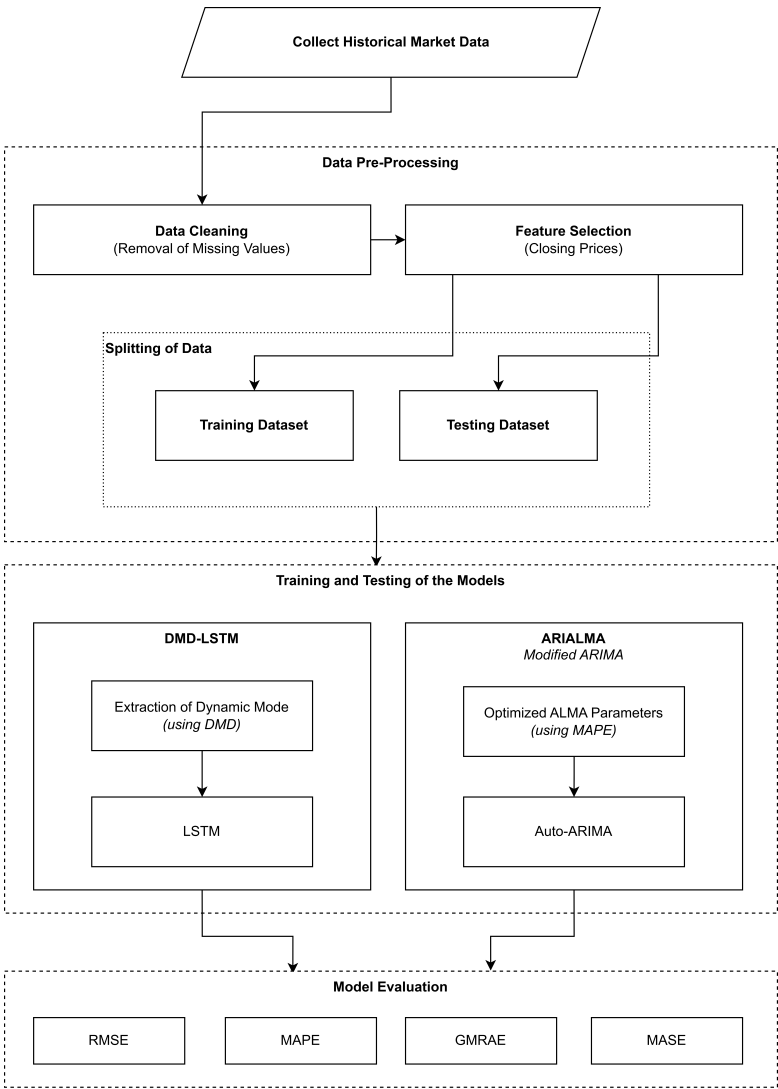 Collect Historical Market Data
Data Pre-Processing
Data Cleaning
(Removal of Missing Values)
Feature Selection
(Closing Prices)
Splitting of Data
Training Dataset
Testing Dataset
Training and Testing of the Models
DMD-LSTM
Extraction of Dynamic Mode
(using DMD)
LSTM
ARIALMA
Modified ARIMA
Optimized ALMA Parameters
(using MAPE)
Auto-ARIMA
Model Evaluation
RMSE
MAPE
GMRAE
MASE